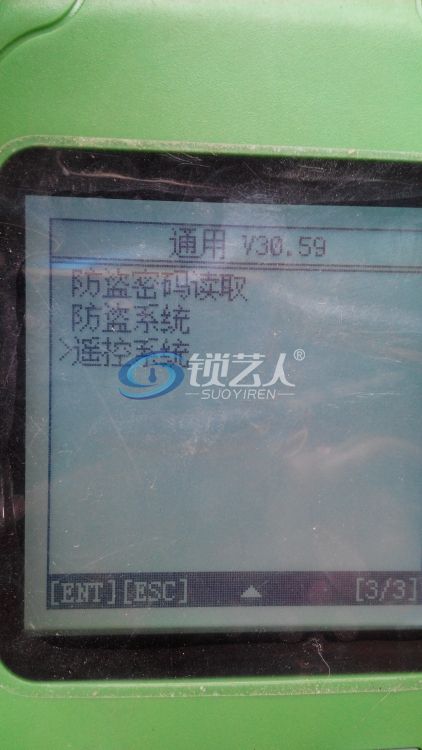 通用 V30.59
防盗密码读取
防盗系统
>遥控系统
锁艺人®
SUOYIREN
[ENT][ESC] [3/3]